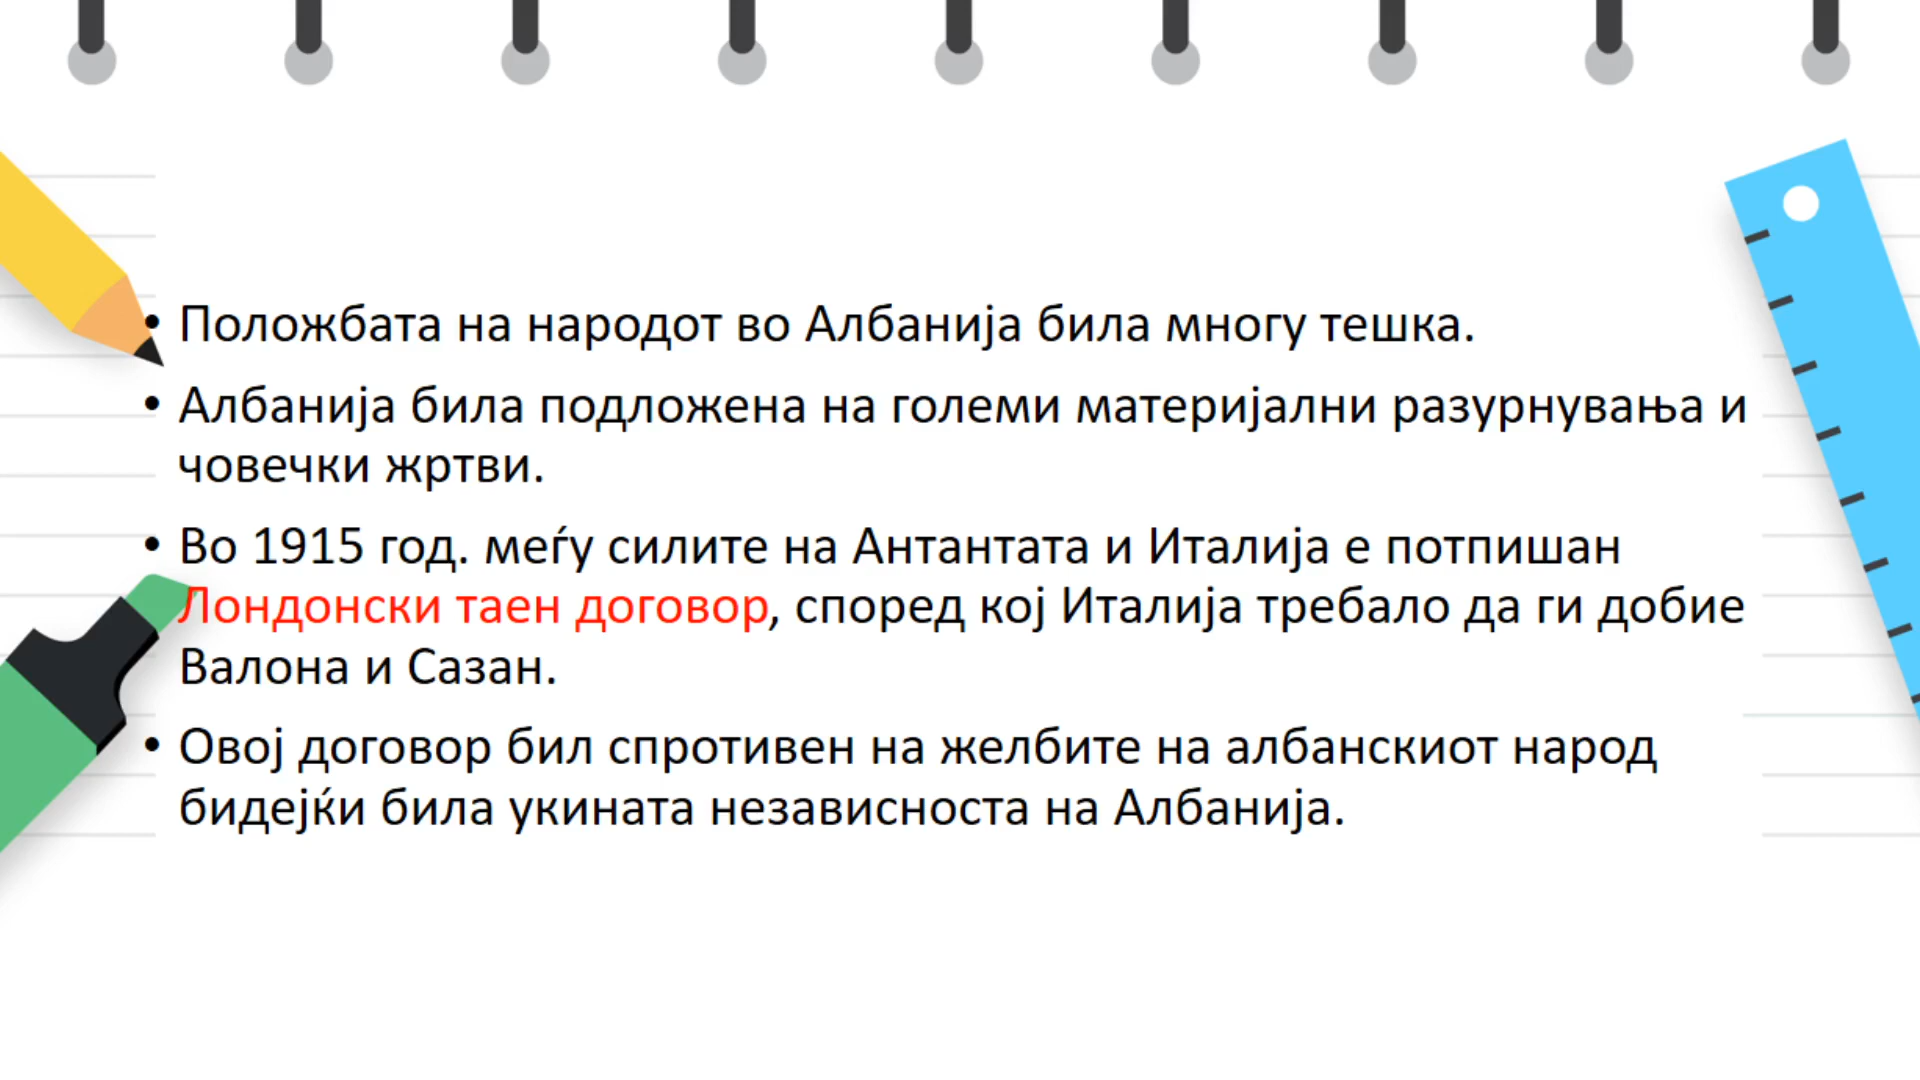 • Положбата на народот во Албанија била многу тешка.
• Албанија била подложена на големи материјални разурнувања и
човечки жртви.
• Во 1915 год. меѓу силите на Антантата и Италија е потпишан
Лондонски таен договор, според кој Италија требало да ги добие
Валона и Сазан.
• Овој договор бил спротивен на желбите на албанскиот народ
бидејќи била укината независноста на Албанија.